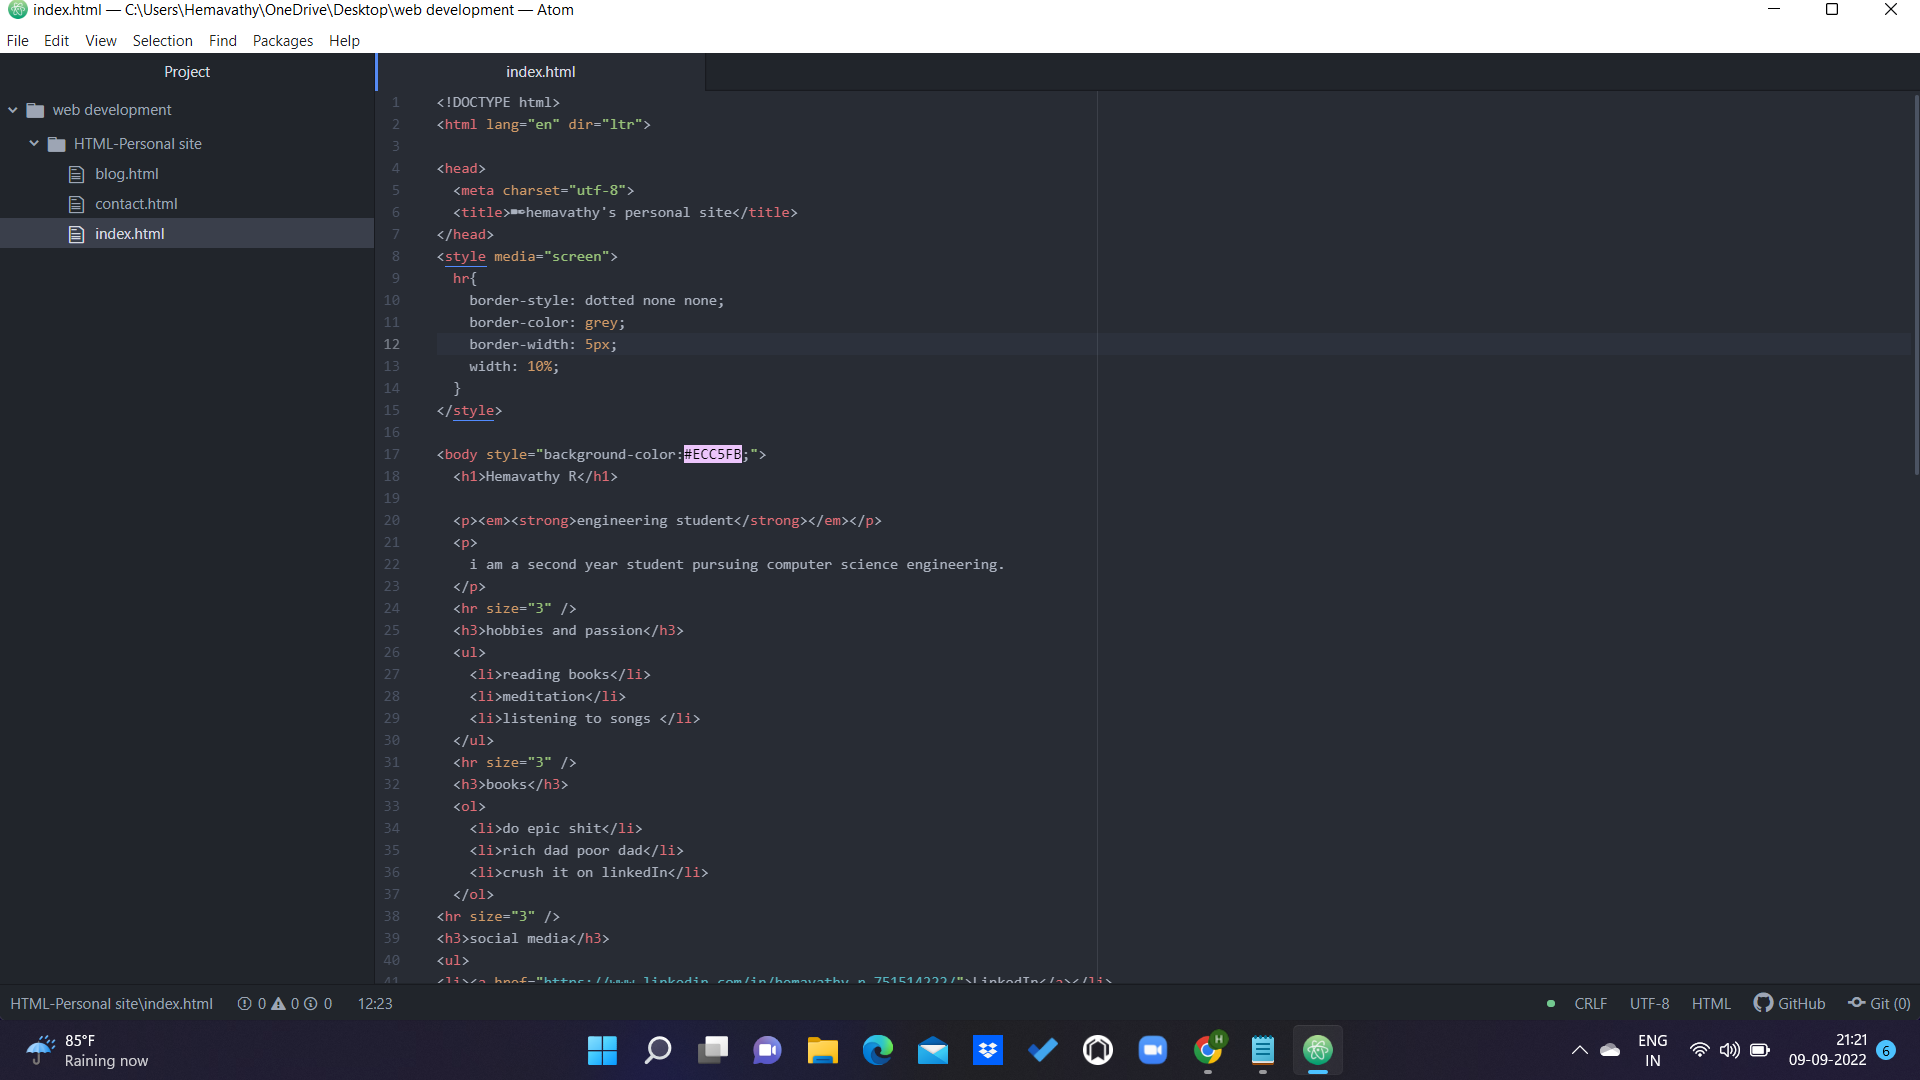 index.html — C:\Users\Hemavathy\OneDrive\Desktop\web development — Atom
File Edit View Selection Find Packages Help
Project
index.html
web development
HTML-Personal site
blog.html
contact.html
index.html
1 <!DOCTYPE html>
2 <html lang="en" dir="ltr">
3
4 <head>
5 <meta charset="utf-8">
6 <title>✒hemavathy's personal site</title>
7 </head>
8 <style media="screen">
9 hr{
10 border-style: dotted none none;
11 border-color: grey;
12 border-width: 5px;
13 width: 10%;
14 }
15 </style>
16
17 <body style="background-color:#ECC5FB;">
18 <h1>Hemavathy R</h1>
19
20 <p><em><strong>engineering student</strong></em></p>
21 <p>
22 i am a second year student pursuing computer science engineering.
23 </p>
24 <hr size="3" />
25 <h3>hobbies and passion</h3>
26 <ul>
27 <li>reading books</li>
28 <li>meditation</li>
29 <li>listening to songs </li>
30 </ul>
31 <hr size="3" />
32 <h3>books</h3>
33 <ol>
34 <li>do epic shit</li>
35 <li>rich dad poor dad</li>
36 <li>crush it on linkedIn</li>
37 </ol>
38 <hr size="3" />
39 <h3>social media</h3>
40 <ul>
41 <li><a href="https://www.linkedin.com/in/hemavathy-r-751514222/">LinkedIn</a></li>
HTML-Personal site\index.html 0 0 0 12:23 CRLF UTF-8 HTML GitHub Git (0)
85°F
Raining now
H
ENG
IN
21:21
09-09-2022
6